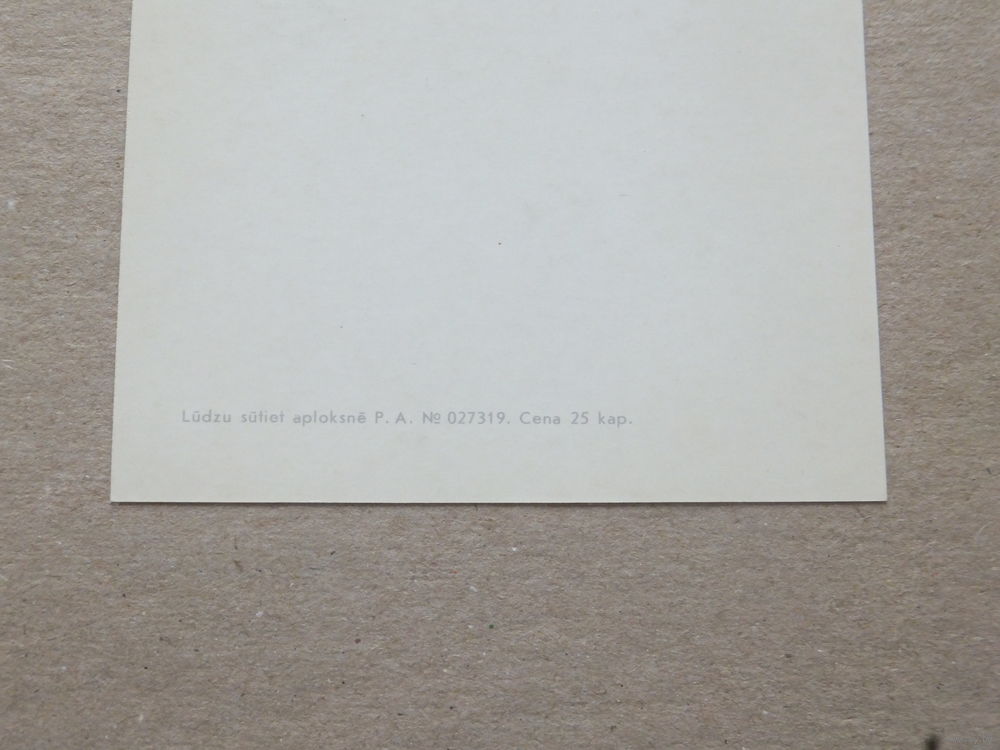 Lūdzu sūtiet aploksnē P. A. № 027319. Cena 25 kap.